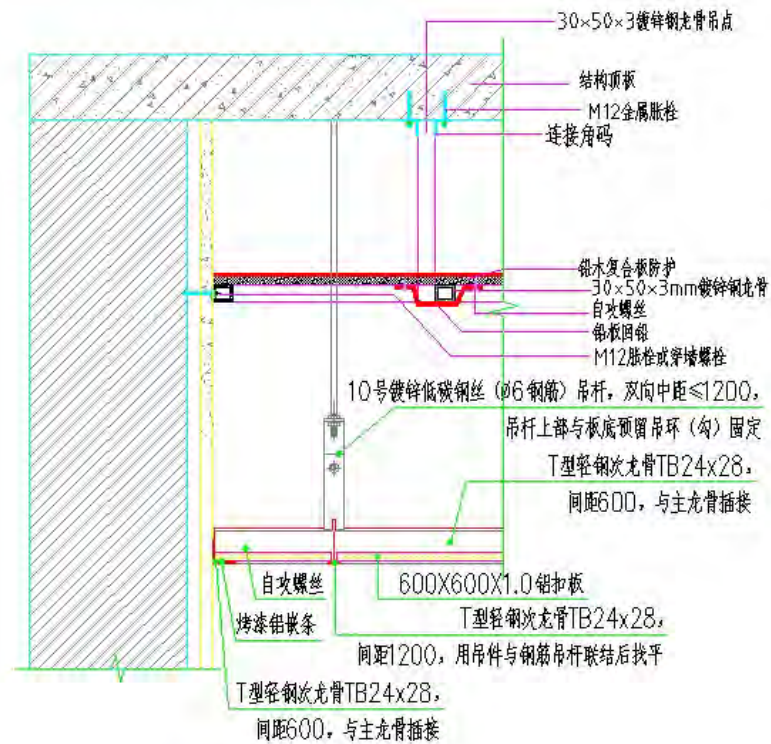 30×50×3镀锌钢龙骨吊点
结构顶板
M12金属胀栓
连接角码
铅木复合板防护
30×50×3mm镀锌钢龙骨
自攻螺丝
铅板回铅
M12胀栓或穿墙螺栓
10号镀锌低碳钢丝（Ø6钢筋）吊杆，双向中距≤1200，
吊杆上部与板底预留吊环（勾）固定
T型轻钢次龙骨TB24x28，
间距600，与主龙骨插接
自攻螺丝
600X600X1.0铝扣板
烤漆铝嵌条
T型轻钢次龙骨TB24x28，
间距1200，用吊件与钢筋吊杆联结后找平
T型轻钢次龙骨TB24x28，
间距600，与主龙骨插接